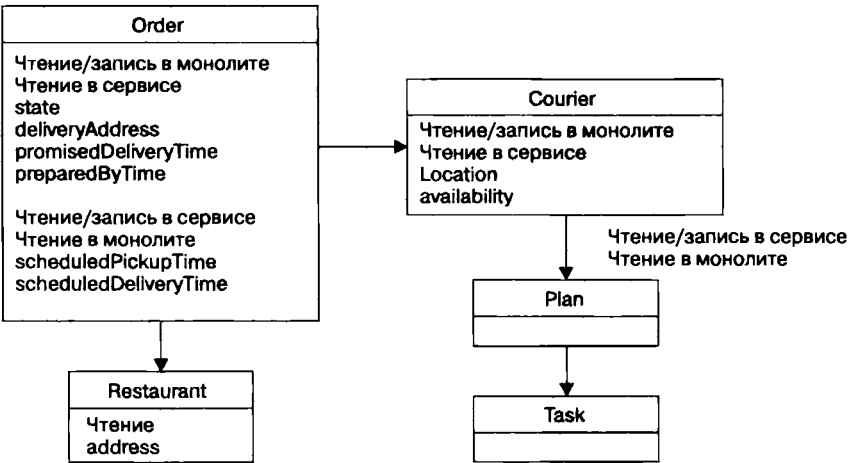 Order
Чтение/запись в монолите
Чтение в сервисе
state
deliveryAddress
promisedDeliveryTime
preparedByTime
Чтение/запись в сервисе
Чтение в монолите
scheduledPickupTime
scheduledDeliveryTime
Courier
Чтение/запись в монолите
Чтение в сервисе
Location
availability
Чтение/запись в сервисе
Чтение в монолите
Plan
Task
Restaurant
Чтение
address